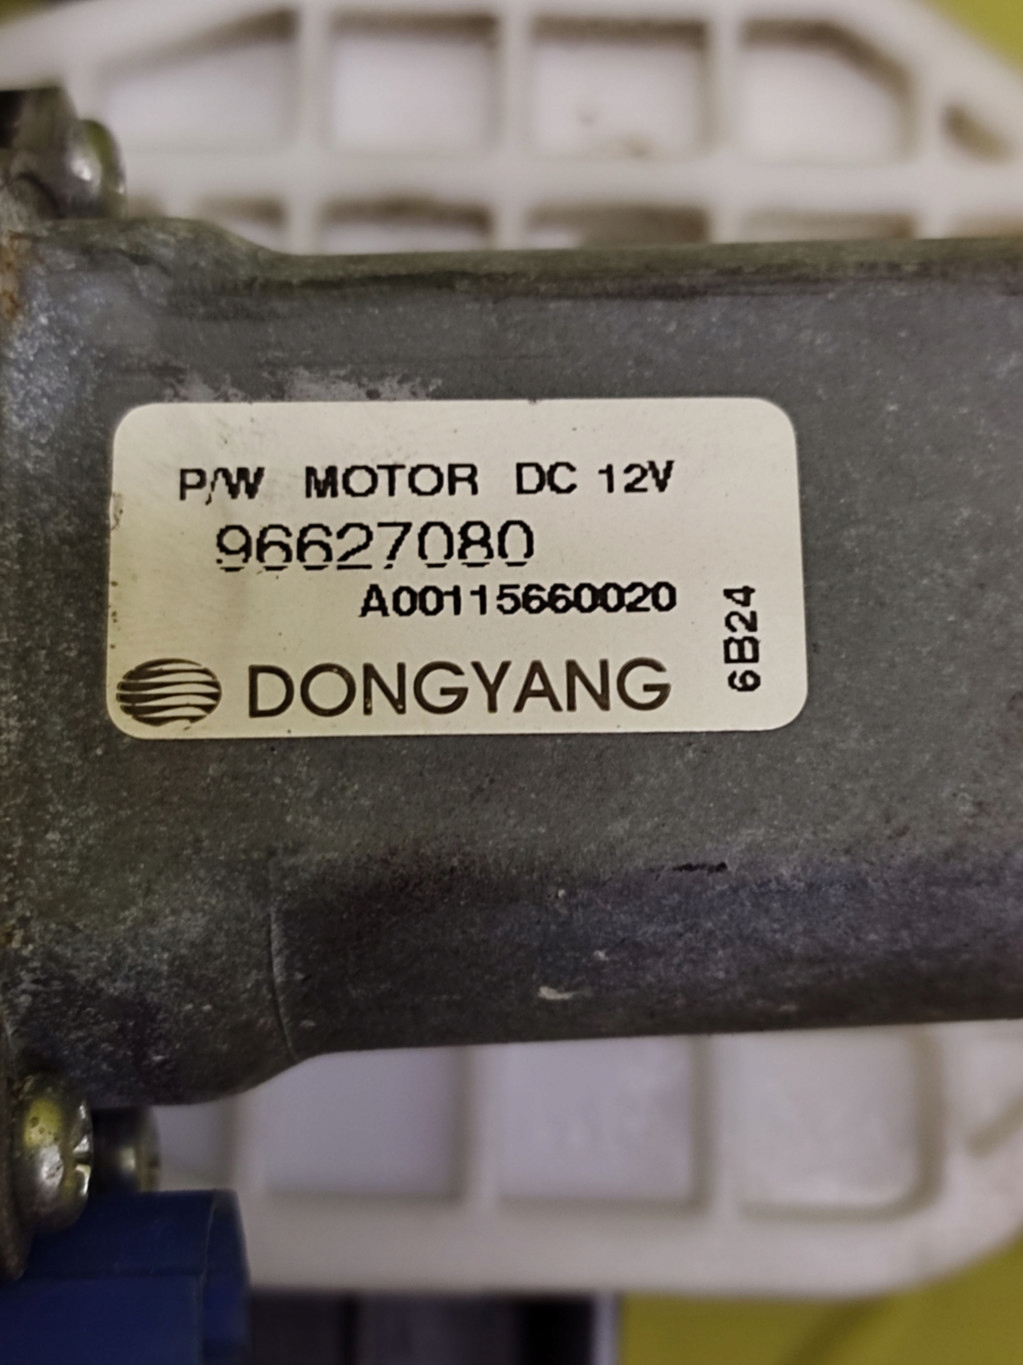 P/W MOTOR DC 12V
96627080
A00115660020
6B24
DONGYANG